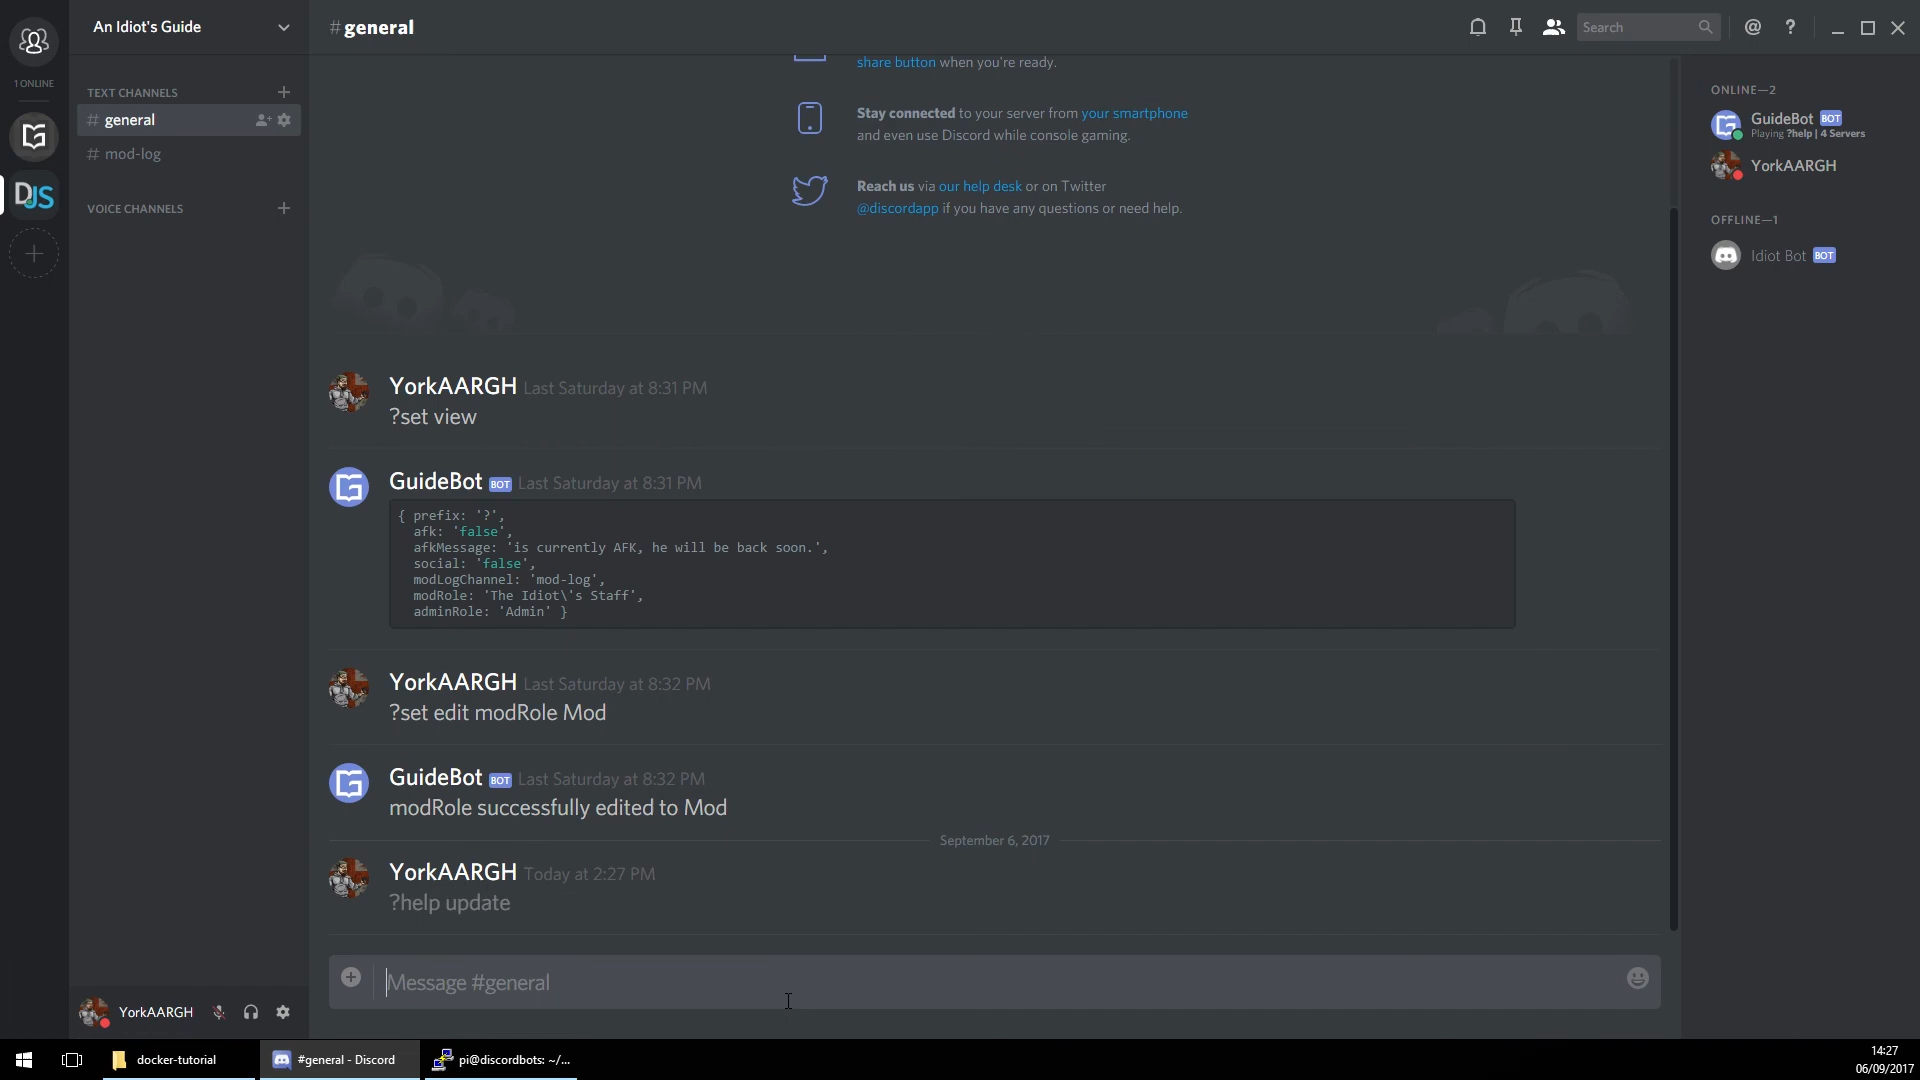 An Idiot's Guide
#general
Search
1 ONLINE
TEXT CHANNELS
# general
# mod-log
VOICE CHANNELS
DJS
share button when you're ready.
Stay connected to your server from your smartphone
and even use Discord while console gaming.
Reach us via our help desk or on Twitter
@discordapp if you have any questions or need help.
YorkAARGH Last Saturday at 8:31 PM
?set view
GuideBot BOT Last Saturday at 8:31 PM
{ prefix: '?',
afk: 'false',
afkMessage: 'is currently AFK, he will be back soon.',
social: 'false',
modLogChannel: 'mod-log',
modRole: 'The Idiot\'s Staff',
adminRole: 'Admin' }
YorkAARGH Last Saturday at 8:32 PM
?set edit modRole Mod
GuideBot BOT Last Saturday at 8:32 PM
modRole successfully edited to Mod
September 6, 2017
YorkAARGH Today at 2:27 PM
?help update
Message #general
ONLINE—2
GuideBot BOT
Playing ?help | 4 Servers
YorkAARGH
OFFLINE—1
Idiot Bot BOT
YorkAARGH
docker-tutorial
#general - Discord
pi@discordbots: ~/...
14:27
06/09/2017